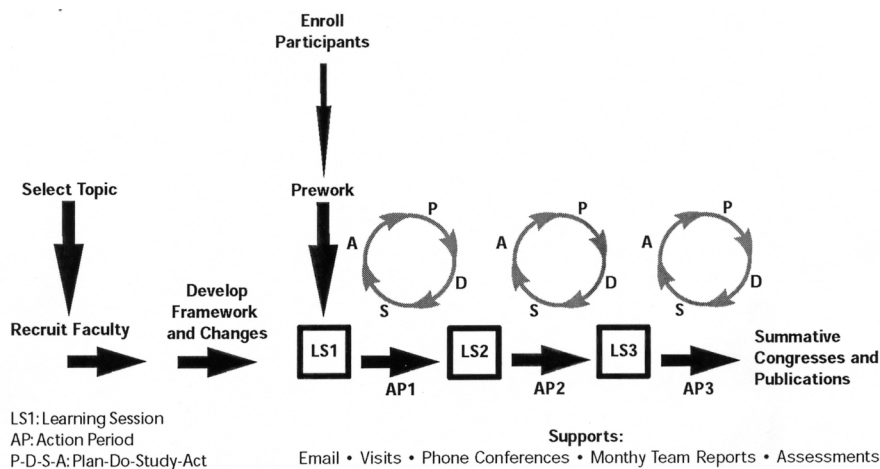 Enroll
Participants
Select Topic
Prework
P
A
D
S
P
A
D
S
P
A
D
S
Recruit Faculty
Develop
Framework
and Changes
LS1
AP1
LS2
AP2
LS3
AP3
Summative
Congresses and
Publications
LS1: Learning Session
AP: Action Period
P-D-S-A: Plan-Do-Study-Act
Supports:
Email • Visits • Phone Conferences • Monthy Team Reports • Assessments